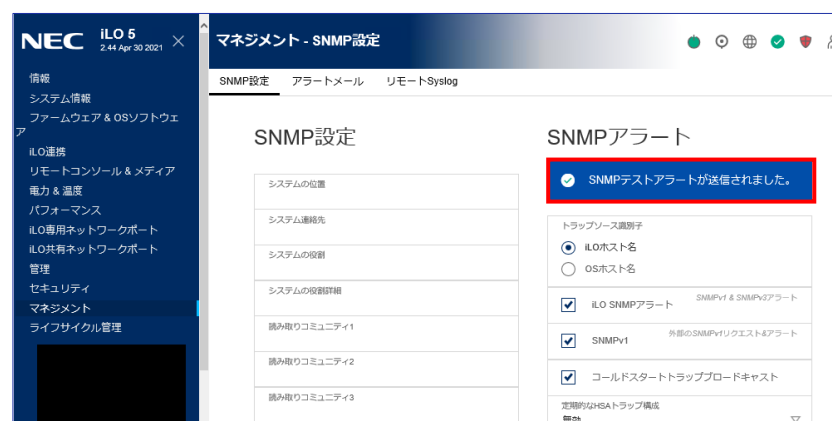 NEC iLO 5
2.44 Apr 30 2021
情報
システム情報
ファームウェア & OSソフトウェ
ア
iLO連携
リモートコンソール & メディア
電力 & 温度
パフォーマンス
iLO専用ネットワークポート
iLO共有ネットワークポート
管理
セキュリティ
マネジメント
ライフサイクル管理
マネジメント - SNMP設定
SNMP設定 アラートメール リモートSyslog
SNMP設定
システムの位置
システム連絡先
システムの役割
システムの役割詳細
読み取りコミュニティ1
読み取りコミュニティ2
読み取りコミュニティ3
SNMPアラート
SNMPテストアラートが送信されました。
トラップソース識別子
iLOホスト名
OSホスト名
iLO SNMPアラート SNMPv1 & SNMPv3アラート
SNMPv1 外部のSNMPv1リクエスト&アラート
コールドスタートトラップブロードキャスト
定期的なHSAトラップ構成
無効